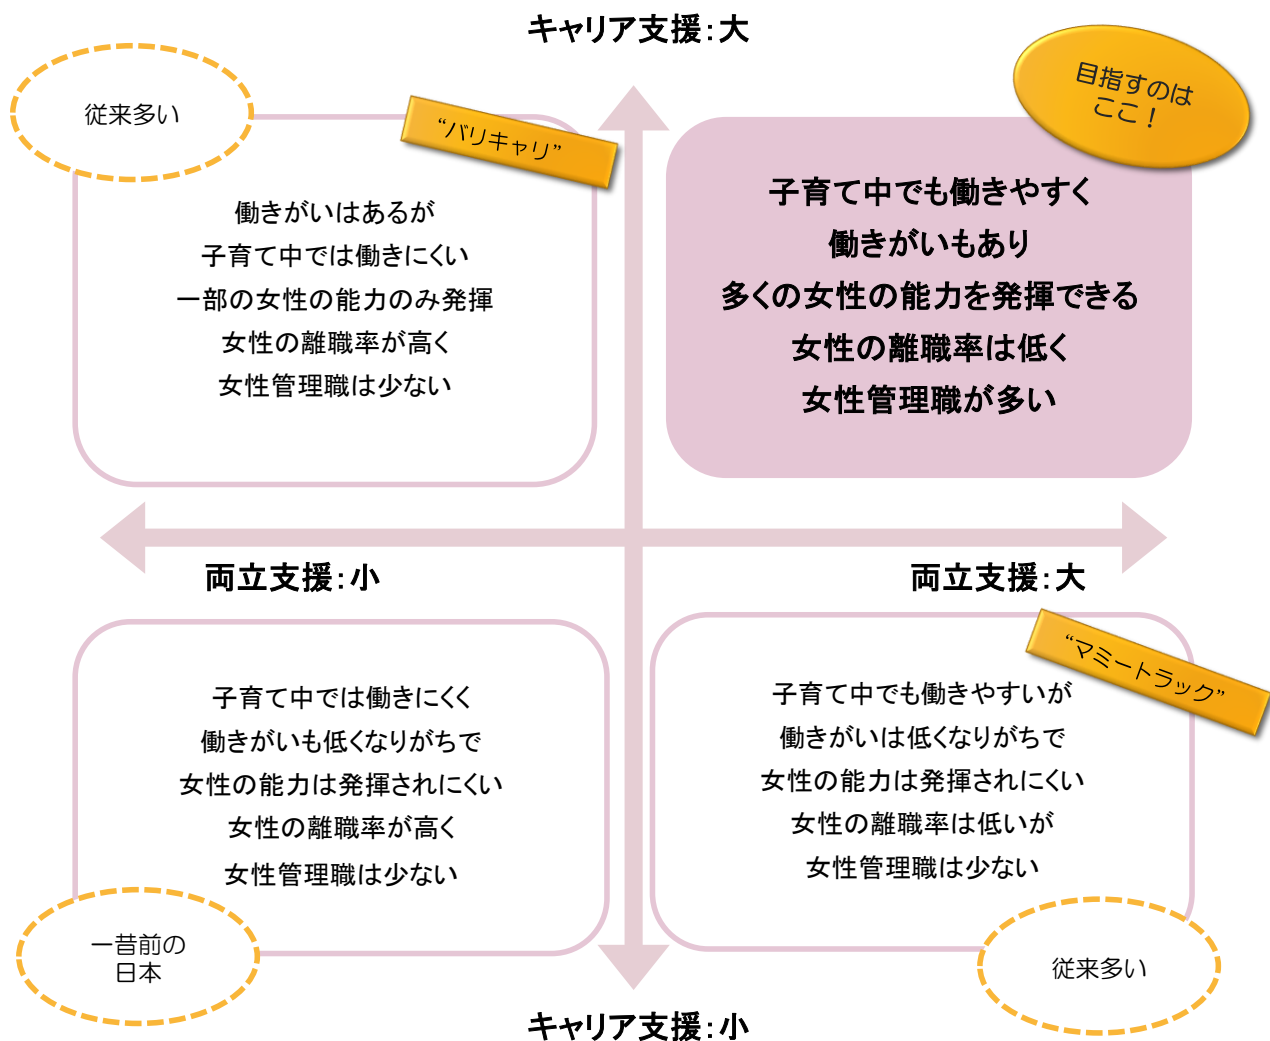 キャリア支援：大
従来多い
“バリキャリ”
働きがいはあるが
子育て中では働きにくい
一部の女性の能力のみ発揮
女性の離職率が高く
女性管理職は少ない
目指すのは
ここ！
子育て中でも働きやすく
働きがいもあり
多くの女性の能力を発揮できる
女性の離職率は低く
女性管理職が多い
両立支援：小
両立支援：大
子育て中では働きにくく
働きがいも低くなりがちで
女性の能力は発揮されにくい
女性の離職率が高く
女性管理職は少ない
一昔前の
日本
“マミートラック”
子育て中でも働きやすいが
働きがいは低くなりがちで
女性の能力は発揮されにくい
女性の離職率は低いが
女性管理職は少ない
従来多い
キャリア支援：小